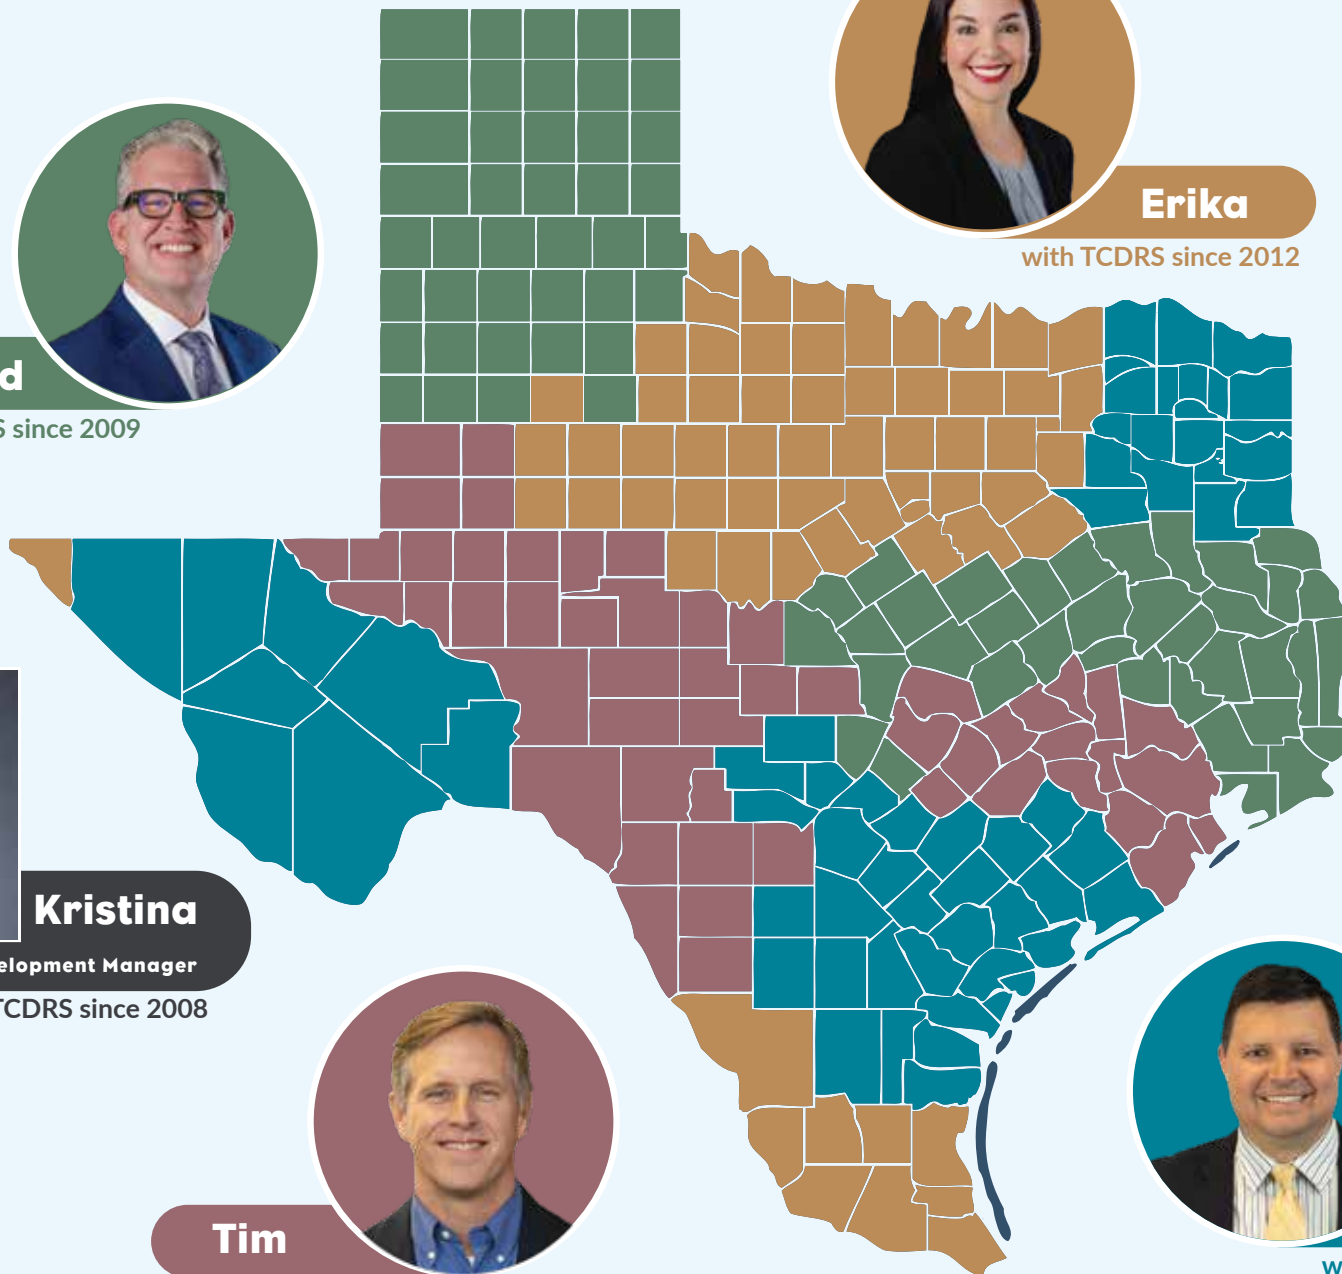 Erika
with TCDRS since 2012
d
S since 2009
Kristina
elopment Manager
TCDRS since 2008
Tim
w